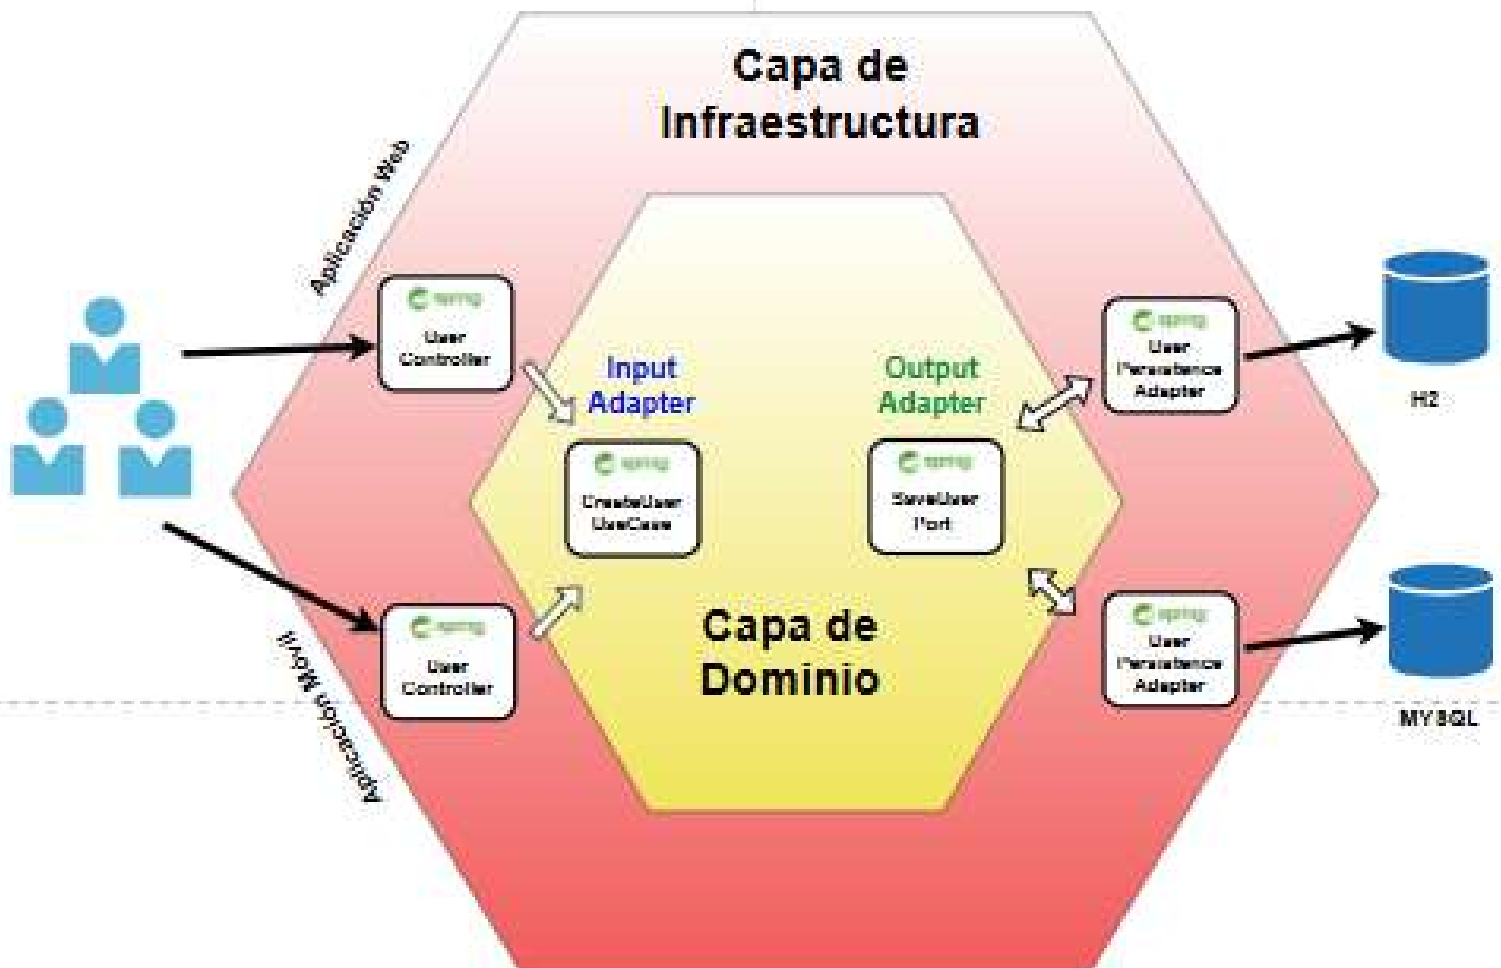 Capa de
Infraestructura
Aplicación Web
spring
User
Controller
Input
Adapter
spring
CreateUser
UseCase
Output
Adapter
spring
SaveUser
Port
spring
User
Persistence
Adapter
H2
Capa de
Dominio
Aplicación Móvil
spring
User
Controller
spring
User
Persistence
Adapter
MYSQL